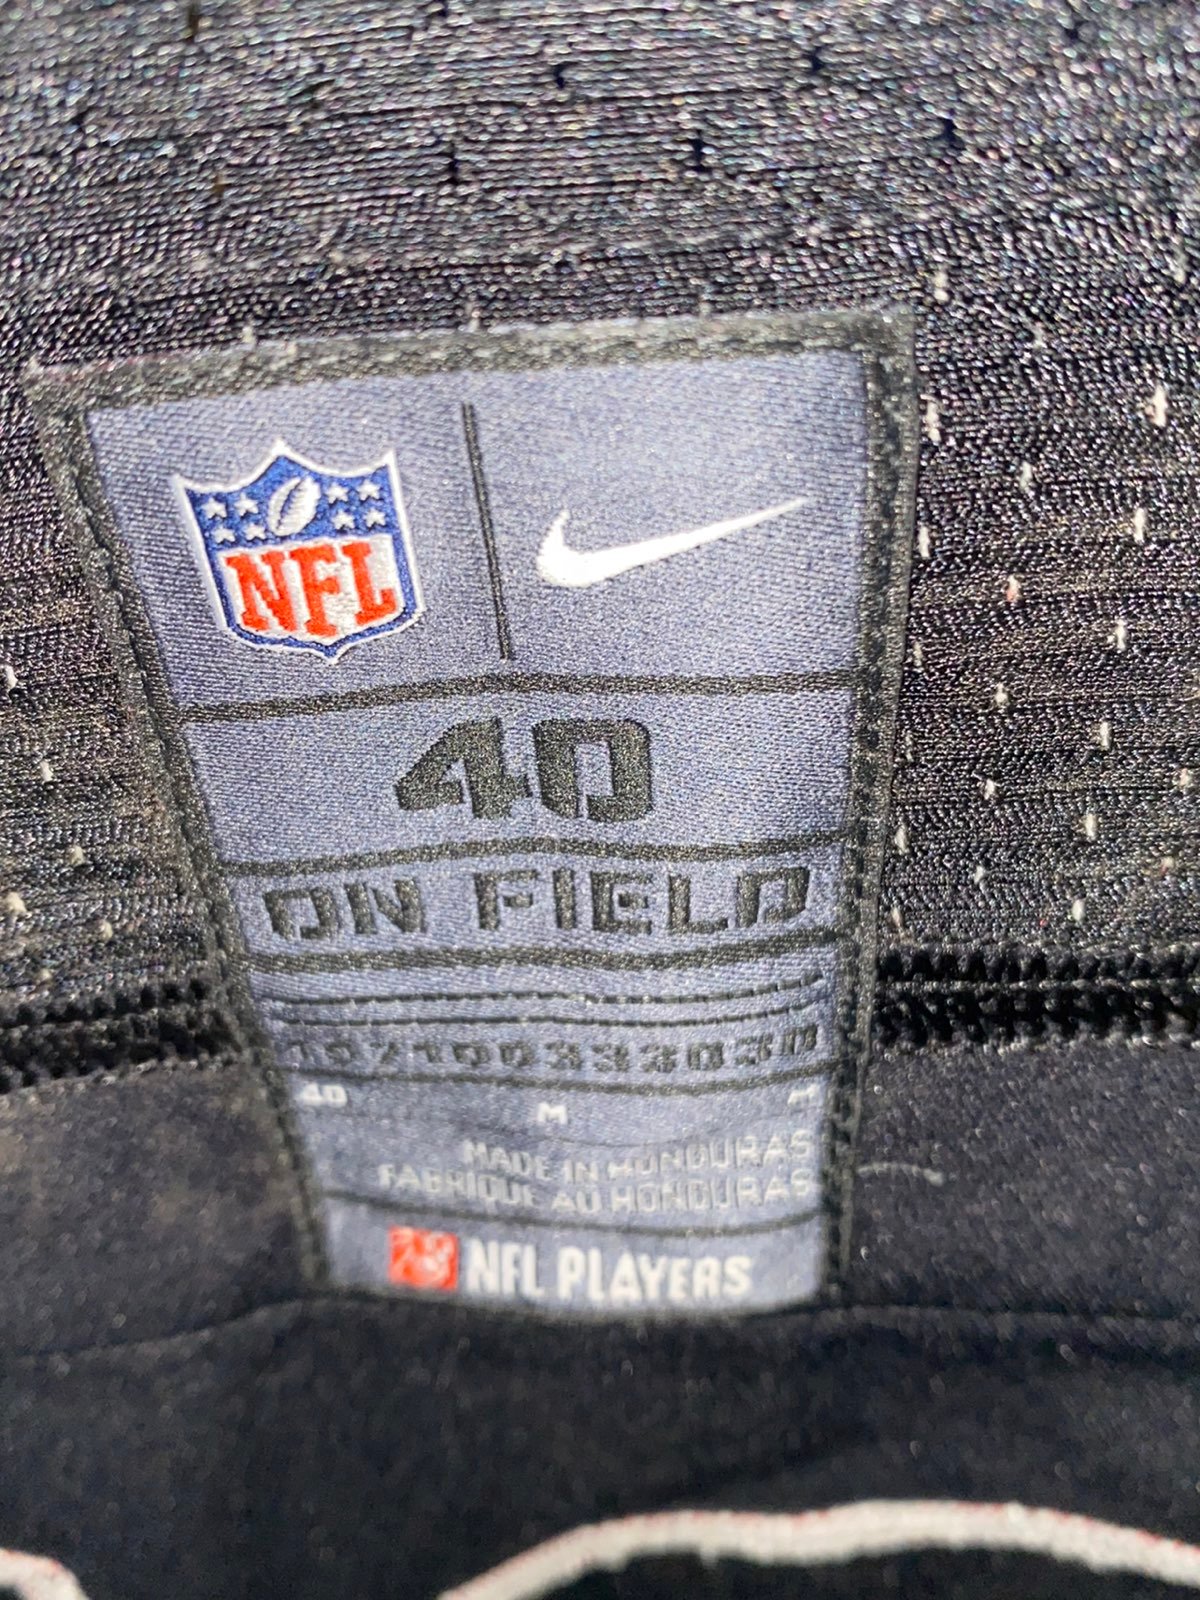 NFL
40
ON FIELD
40 M
MADE IN HONDURAS
FABRIQUE AU HONDURAS
NFL PLAYERS